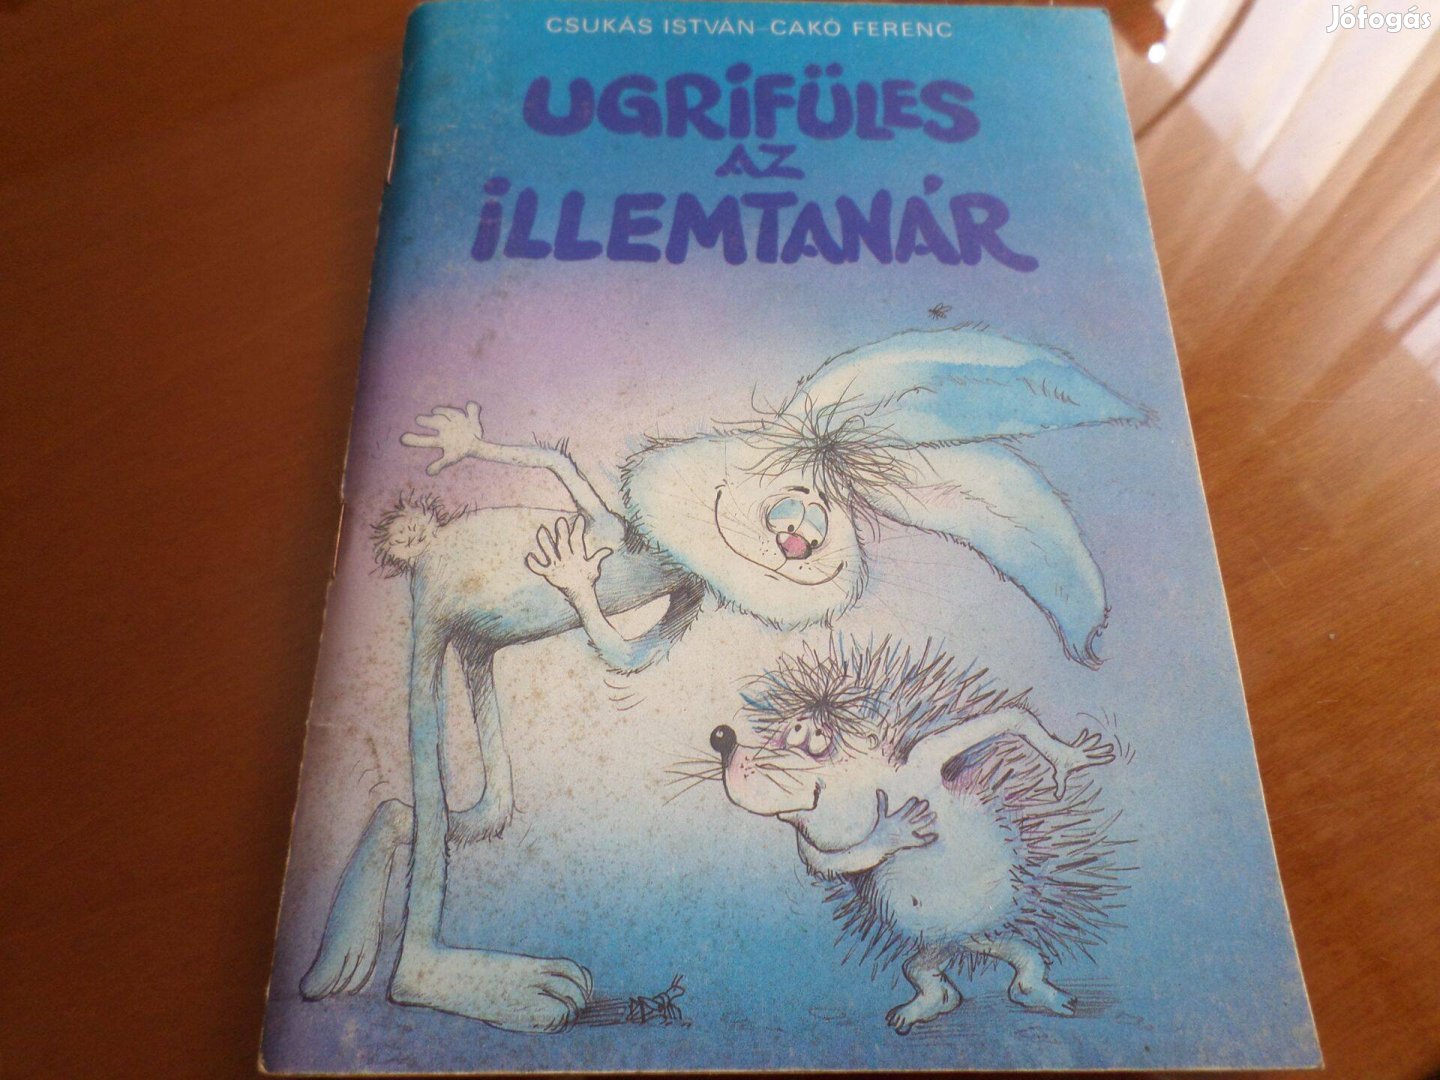 Jófogás
CSUKÁS ISTVÁN–CAKÓ FERENC
UGRIFÜLES
AZ
ILLEMTANÁR